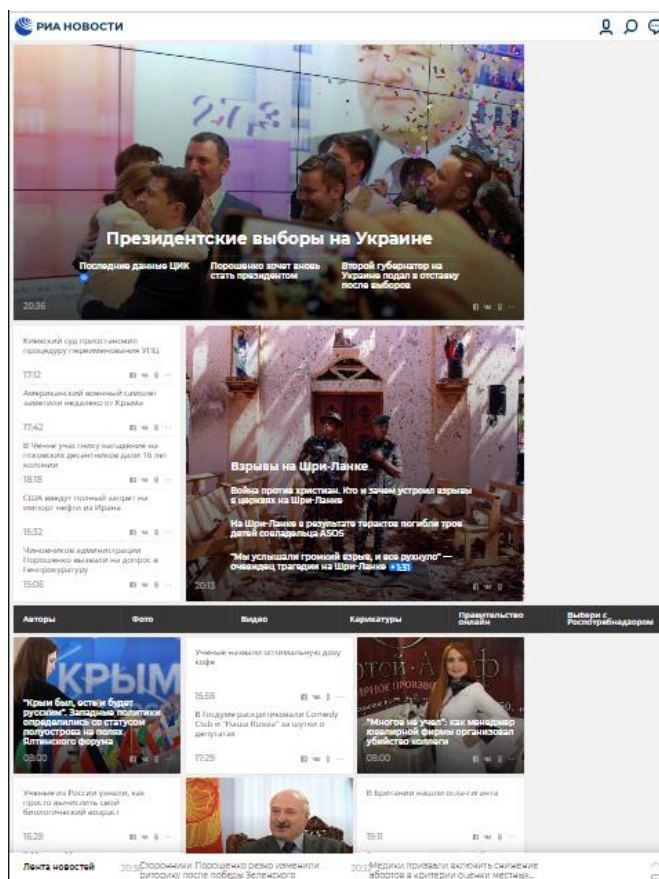 РИА НОВОСТИ
273
Президентские выборы на Украине
Последние данные ЦИК
Порошенко хочет вновь
стать президентом
Второй губернатор на
Украине подал в отставку
после выборов
20:36
Киевский суд приостановил
процедуру переименования УПЦ
17:12
Американский военный самолет
заметили недалеко от Крыма
17:42
В Чечне участнику нападения на
псковских десантников дали 16 лет
колонии
18:18
США введут полный запрет на
импорт нефти из Ирана
15:32
Чиновников администрации
Порошенко вызвали на допрос в
Генпрокуратуру
15:06
Взрывы на Шри-Ланке
Война против христиан. Кто и зачем устроил взрывы
в церквях на Шри-Ланке
На Шри-Ланке в результате терактов погибли трое
детей совладельца ASOS
"Мы услышали громкий взрыв, и все рухнуло" —
очевидец трагедии на Шри-Ланке 1:31
20:13
Авторы
Фото
Видео
Карикатуры
Правительство
онлайн
Выбери с
Роспотребнадзором
КРЫМ
"Крым был, есть и будет
русским". Западные политики
определились со статусом
полуострова на полях
Ялтинского форума
08:00
Ученые назвали оптимальную дозу
кофе
15:58
В Госдуме раскритиковали Comedy
Club и "Наша Russia" за шутки о
депутатах
17:29
"Многое не учел": как менеджер
ювелирной фирмы организовал
убийство коллеги
08:00
Ученые из России узнали, как
просто вычислить свой
биологический возраст
16:28
В Британии нашли осла-гиганта
19:11
Лента новостей
Сторонники Порошенко резко изменили
риторику после победы Зеленского
Медики призвали включить снижение
абортов в критерии оценки местных...